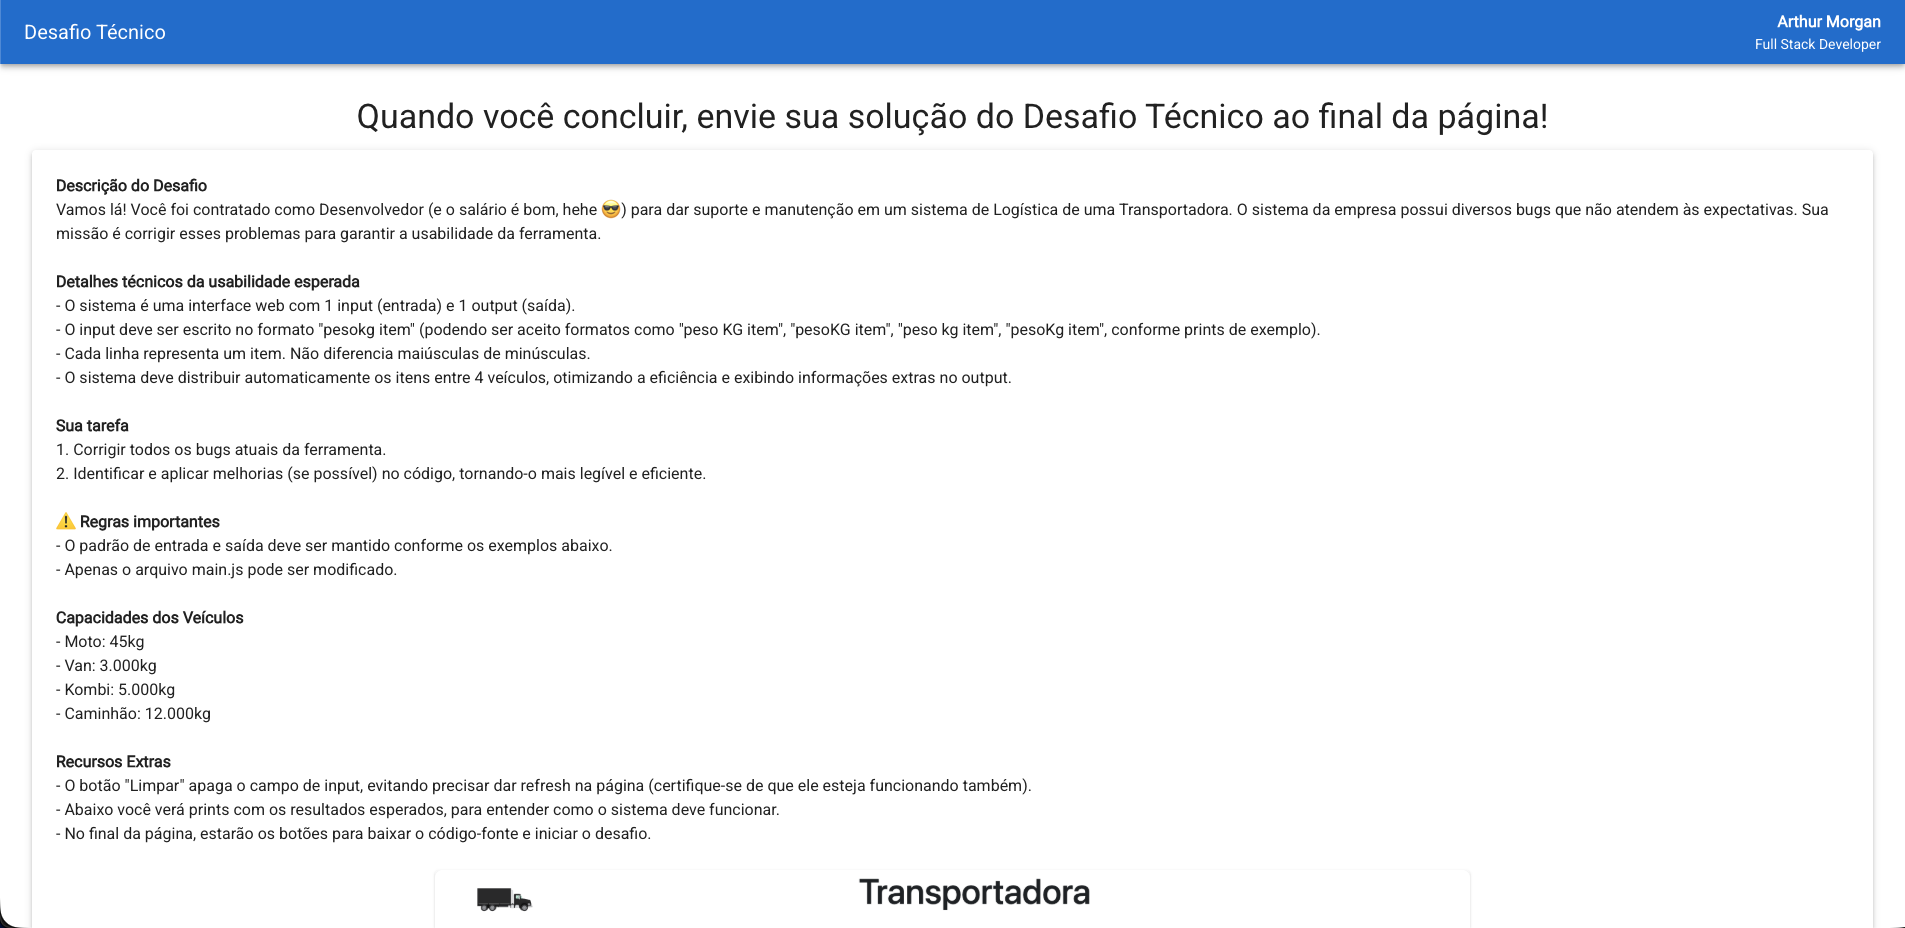 Desafio Técnico
Arthur Morgan
Full Stack Developer
Quando você concluir, envie sua solução do Desafio Técnico ao final da página!
Descrição do Desafio
Vamos lá! Você foi contratado como Desenvolvedor (e o salário é bom, hehe 😎) para dar suporte e manutenção em um sistema de Logística de uma Transportadora. O sistema da empresa possui diversos bugs que não atendem às expectativas. Sua
missão é corrigir esses problemas para garantir a usabilidade da ferramenta.
Detalhes técnicos da usabilidade esperada
- O sistema é uma interface web com 1 input (entrada) e 1 output (saída).
- O input deve ser escrito no formato "pesokg item" (podendo ser aceito formatos como "peso KG item", "pesoKG item", "peso kg item", "pesoKg item", conforme prints de exemplo).
- Cada linha representa um item. Não diferencia maiúsculas de minúsculas.
- O sistema deve distribuir automaticamente os itens entre 4 veículos, otimizando a eficiência e exibindo informações extras no output.
Sua tarefa
1. Corrigir todos os bugs atuais da ferramenta.
2. Identificar e aplicar melhorias (se possível) no código, tornando-o mais legível e eficiente.
⚠️ Regras importantes
- O padrão de entrada e saída deve ser mantido conforme os exemplos abaixo.
- Apenas o arquivo main.js pode ser modificado.
Capacidades dos Veículos
- Moto: 45kg
- Van: 3.000kg
- Kombi: 5.000kg
- Caminhão: 12.000kg
Recursos Extras
- O botão "Limpar" apaga o campo de input, evitando precisar dar refresh na página (certifique-se de que ele esteja funcionando também).
- Abaixo você verá prints com os resultados esperados, para entender como o sistema deve funcionar.
- No final da página, estarão os botões para baixar o código-fonte e iniciar o desafio.
Transportadora